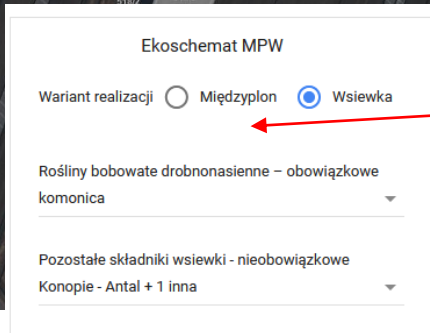 Ekoschemat MPW
Wariant realizacji Międzyplon Wsiewka
Rośliny bobowate drobnonasienne – obowiązkowe
komonica
Pozostałe składniki wsiewki - nieobowiązkowe
Konopie - Antal + 1 inna